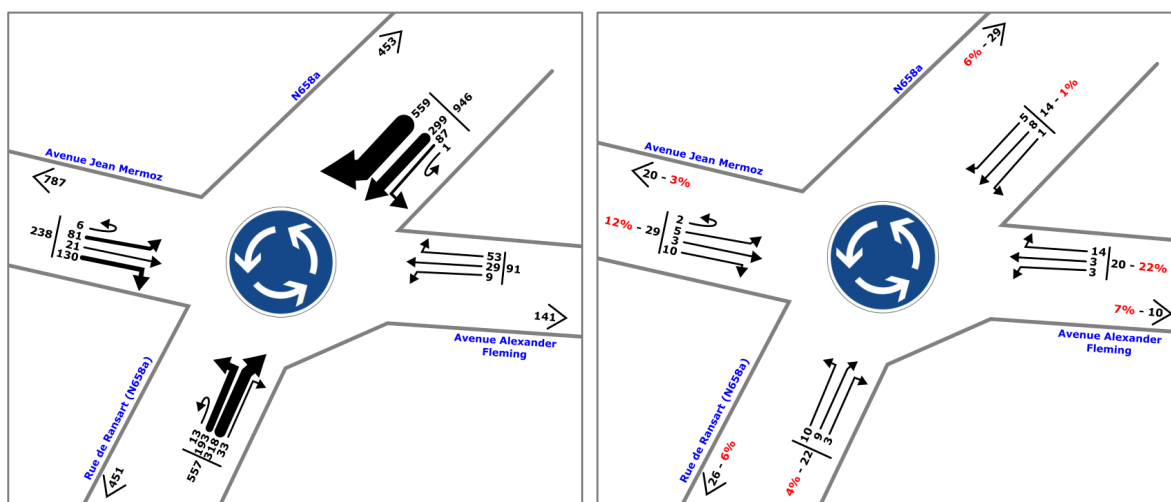 453
N658a
559
946
299
87
1
Avenue Jean Mermoz
787
6
81
238
21
130
53
29
91
9
141
Avenue Alexander
Fleming
Rue de Ransart (N658a)
13
193
318
33
557
451
6% - 29
N658a
5
14 - 1%
8
1
Avenue Jean Mermoz
20 - 3%
2
5
12% - 29
3
10
14
3
20 - 22%
3
7% - 10
Avenue Alexander
Fleming
Rue de Ransart (N658a)
10
9
3
4% - 22
26 - 6%